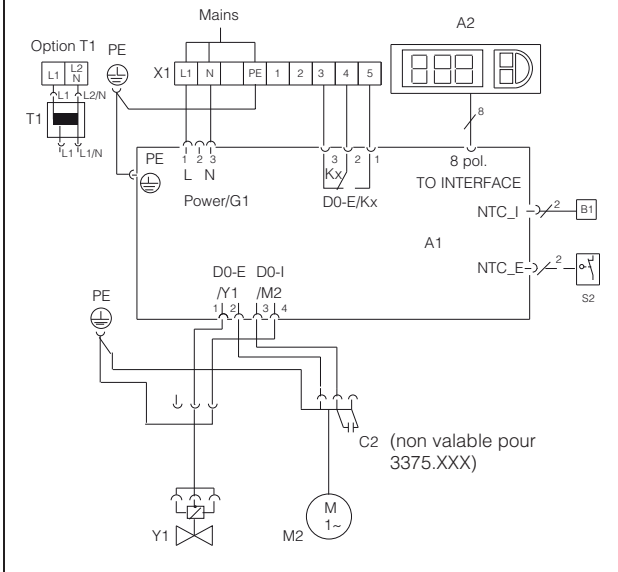 Mains
A2
Option T1
PE
L1
L2
N
X1
L1
N
PE
1
2
3
4
5
L1
L2/N
T1
L1
L1/N
8
PE
1
2
3
L
N
Power/G1
3
2
1
Kx
D0-E/Kx
8 pol.
TO INTERFACE
NTC_I
2
B1
A1
NTC_E
2
S2
D0-E
/Y1
D0-I
/M2
1
2
3
4
PE
C2
(non valable pour
3375.XXX)
Y1
M2
M
1~